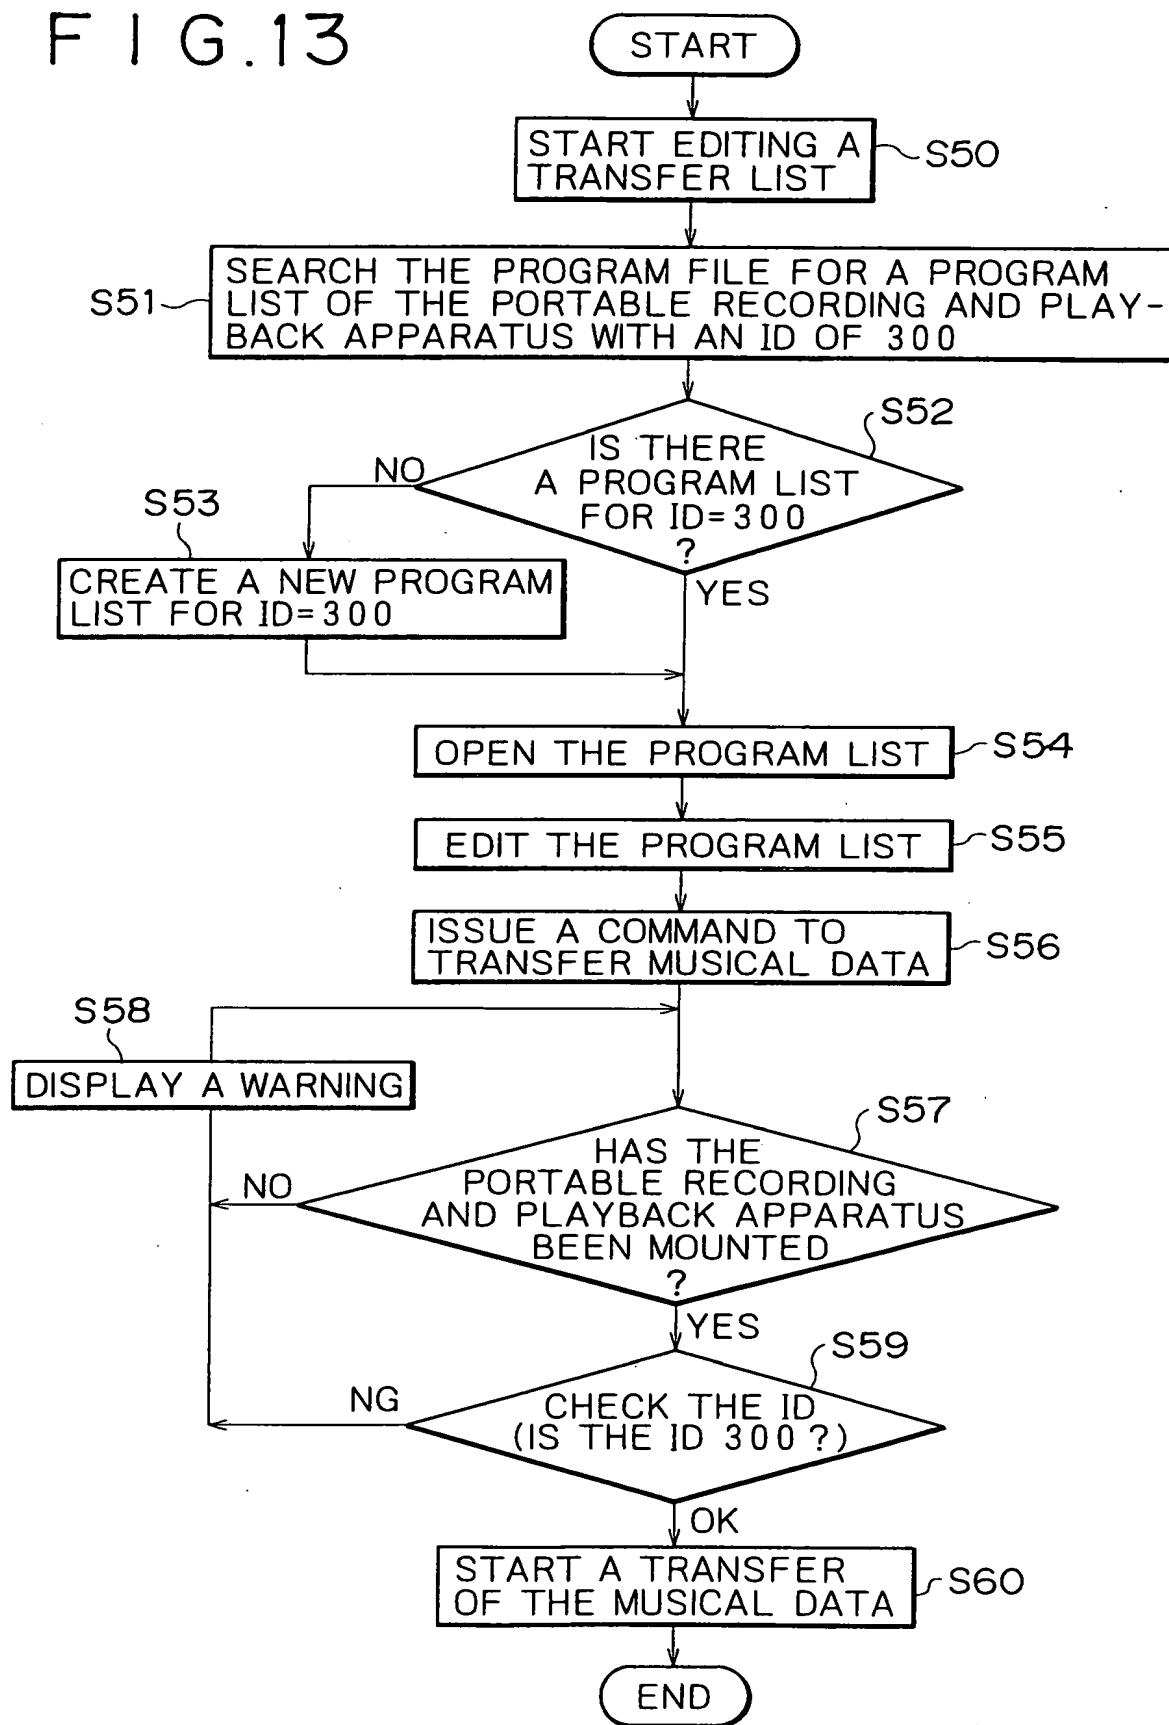 FIG.13
START
START EDITING A
TRANSFER LIST
S50
SEARCH THE PROGRAM FILE FOR A PROGRAM
LIST OF THE PORTABLE RECORDING AND PLAY-
BACK APPARATUS WITH AN ID OF 300
S51
S52
IS THERE
A PROGRAM LIST
FOR ID=300
?
NO
YES
S53
CREATE A NEW PROGRAM
LIST FOR ID=300
OPEN THE PROGRAM LIST
S54
EDIT THE PROGRAM LIST
S55
ISSUE A COMMAND TO
TRANSFER MUSICAL DATA
S56
S58
DISPLAY A WARNING
S57
HAS THE
PORTABLE RECORDING
AND PLAYBACK APPARATUS
BEEN MOUNTED
?
NO
YES
S59
CHECK THE ID
(IS THE ID 300?)
NG
OK
START A TRANSFER
OF THE MUSICAL DATA
S60
END